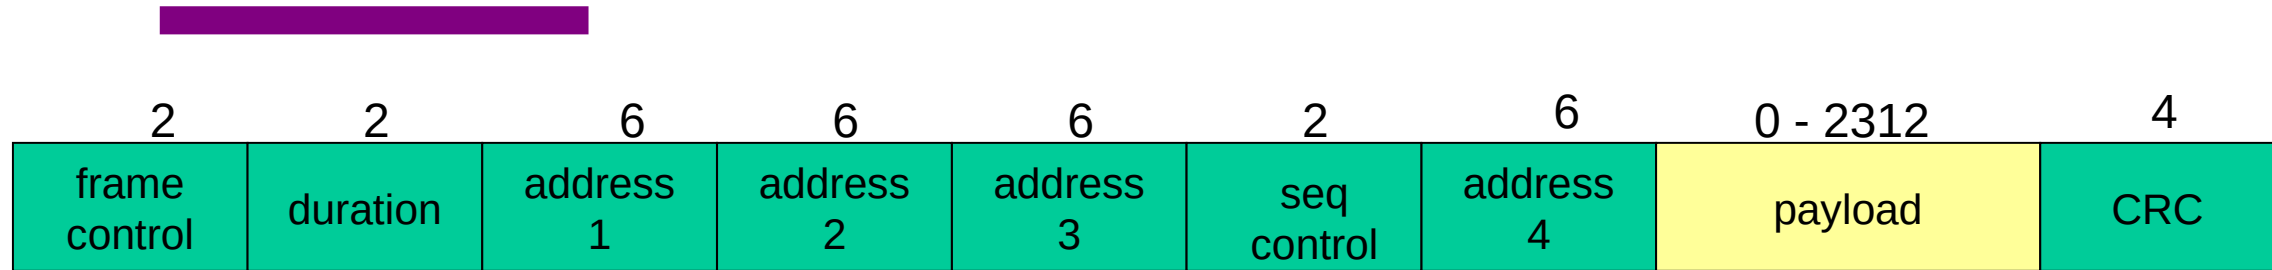 2 2 6 6 6 2 6 0 - 2312 4
frame control
duration
address 1
address 2
address 3
seq control
address 4
payload
CRC